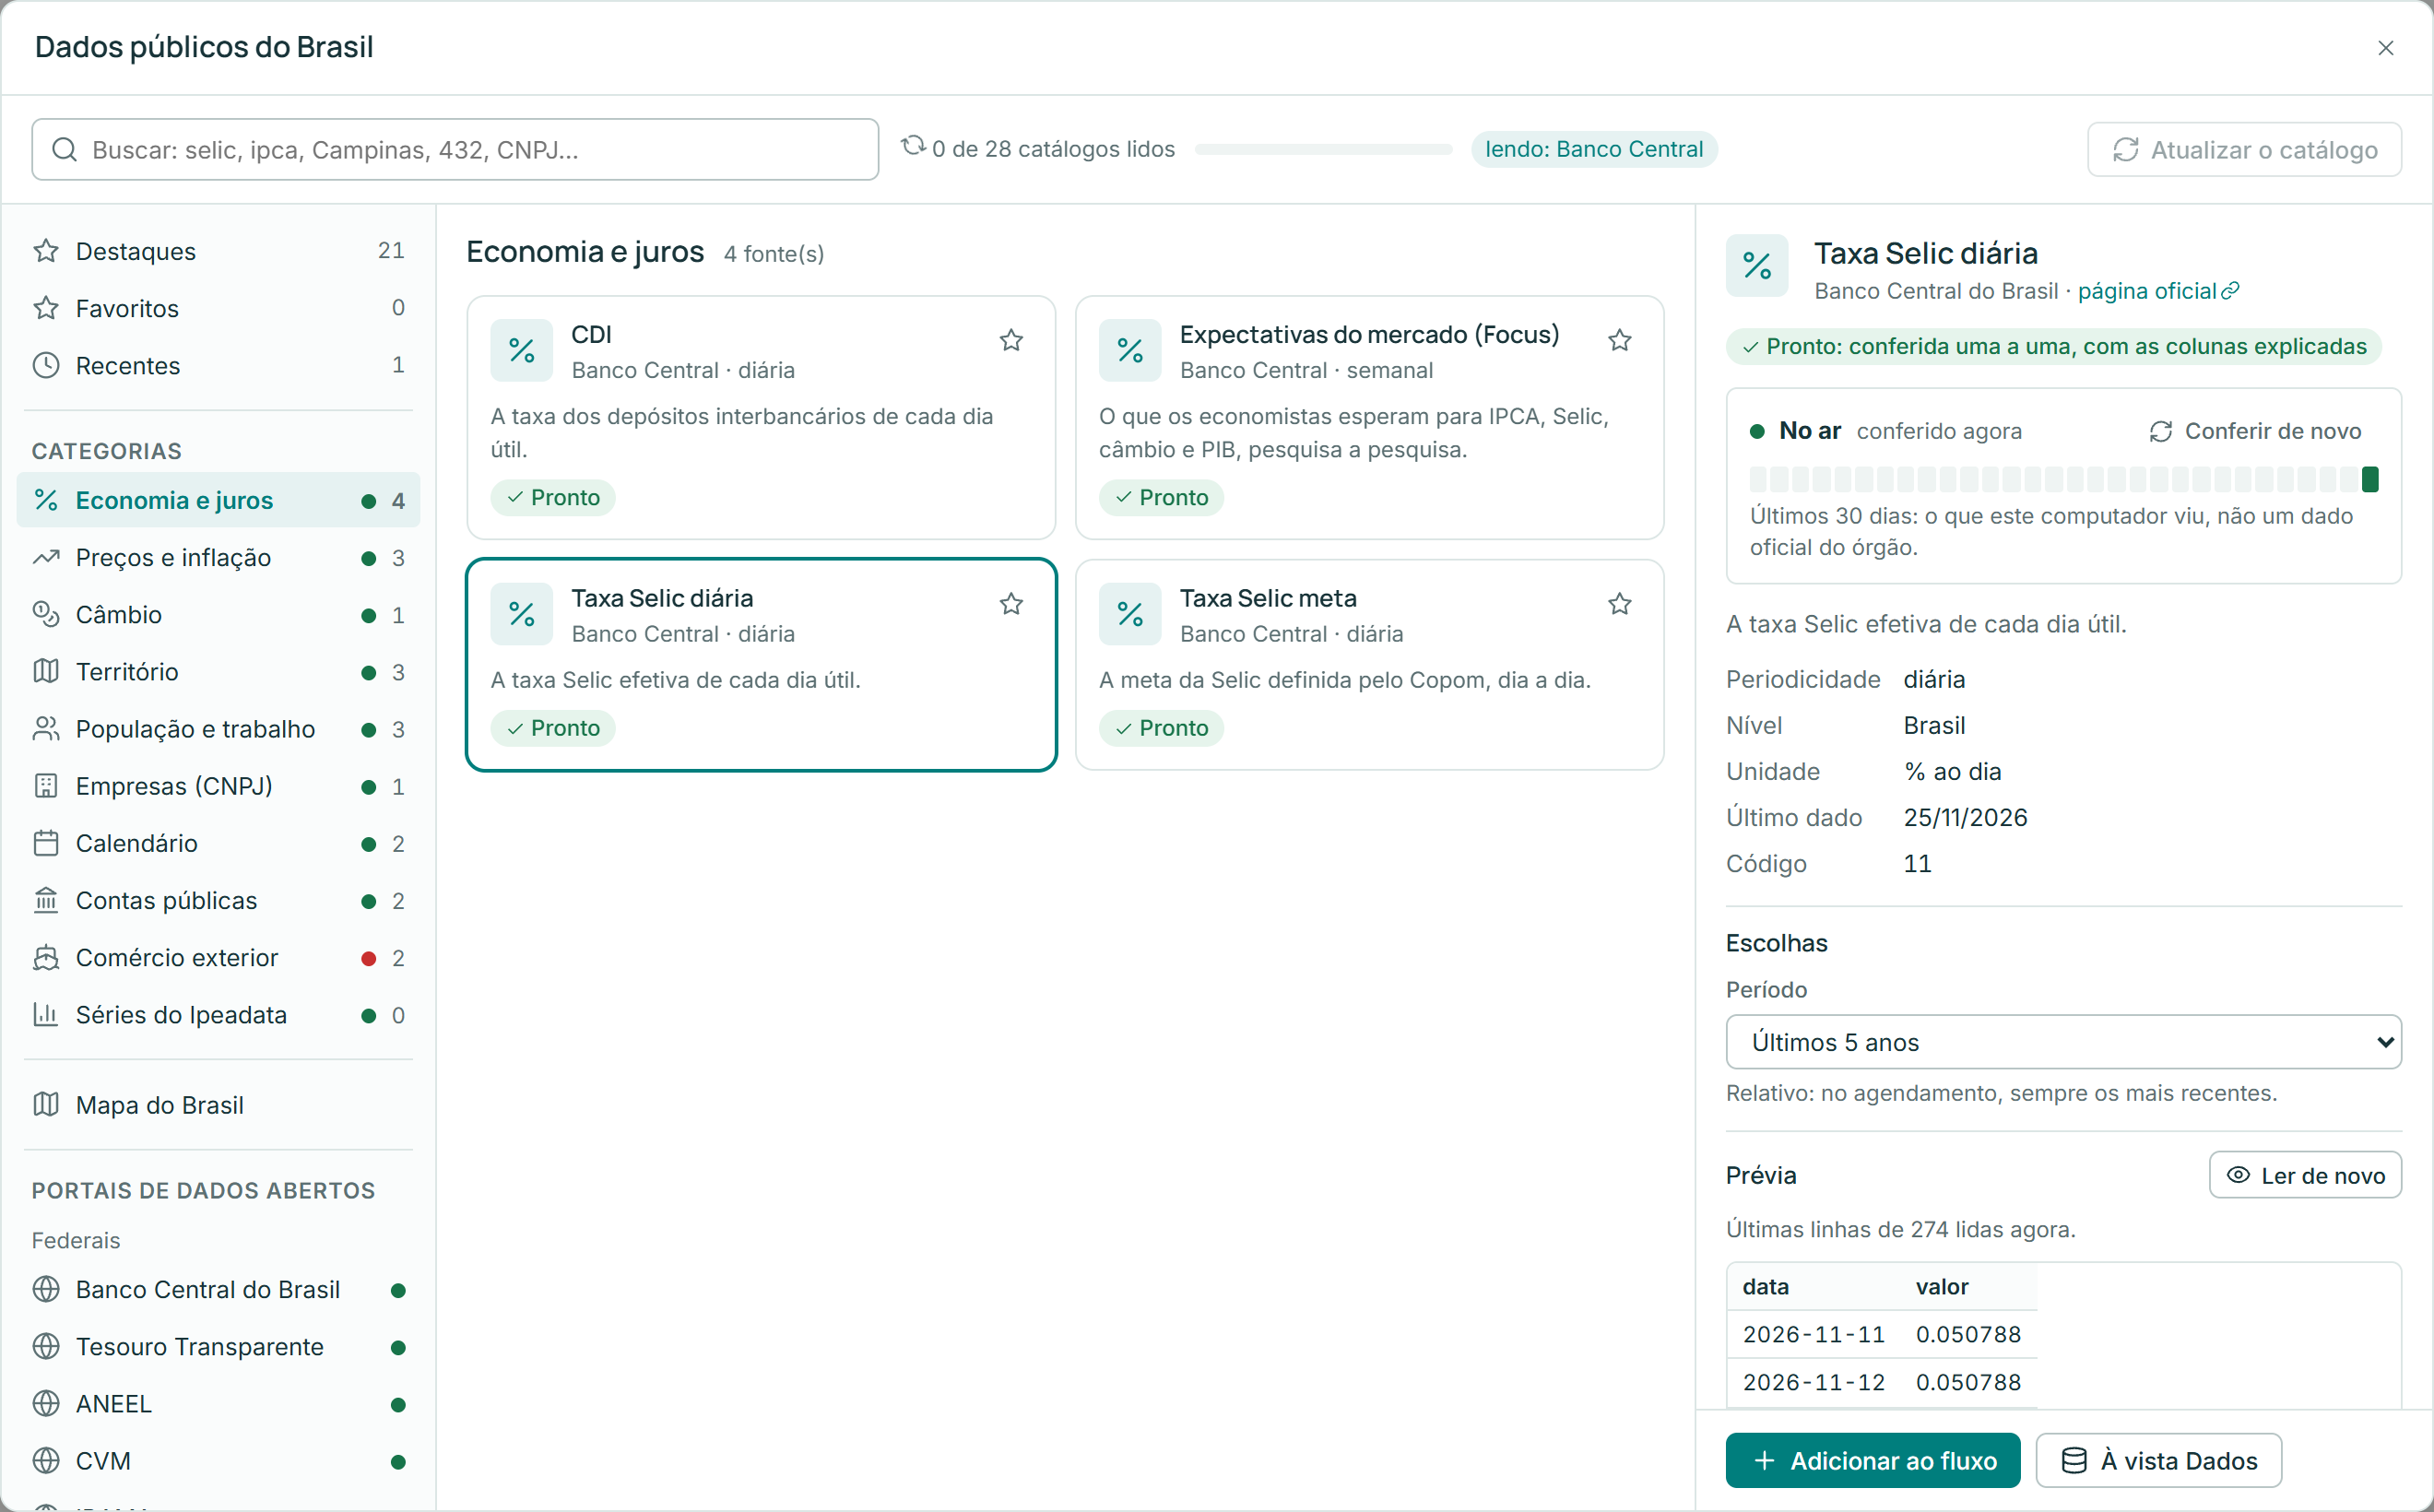 Dados públicos do Brasil
Buscar: selic, ipca, Campinas, 432, CNPJ...
0 de 28 catálogos lidos
lendo: Banco Central
Atualizar o catálogo
Destaques 21
Favoritos 0
Recentes 1
CATEGORIAS
Economia e juros 4
Preços e inflação 3
Câmbio 1
Território 3
População e trabalho 3
Empresas (CNPJ) 1
Calendário 2
Contas públicas 2
Comércio exterior 2
Séries do Ipeadata 0
Mapa do Brasil
PORTAIS DE DADOS ABERTOS
Federais
Banco Central do Brasil
Tesouro Transparente
ANEEL
CVM
Economia e juros 4 fonte(s)
CDI
Banco Central · diária
A taxa dos depósitos interbancários de cada dia
útil.
Pronto
Expectativas do mercado (Focus)
Banco Central · semanal
O que os economistas esperam para IPCA, Selic,
câmbio e PIB, pesquisa a pesquisa.
Pronto
Taxa Selic diária
Banco Central · diária
A taxa Selic efetiva de cada dia útil.
Pronto
Taxa Selic meta
Banco Central · diária
A meta da Selic definida pelo Copom, dia a dia.
Pronto
Taxa Selic diária
Banco Central do Brasil · página oficial
Pronto: conferida uma a uma, com as colunas explicadas
No ar conferido agora
Conferir de novo
Últimos 30 dias: o que este computador viu, não um dado
oficial do órgão.
A taxa Selic efetiva de cada dia útil.
Periodicidade diária
Nível Brasil
Unidade % ao dia
Último dado 25/11/2026
Código 11
Escolhas
Período
Últimos 5 anos
Relativo: no agendamento, sempre os mais recentes.
Prévia
Ler de novo
Últimas linhas de 274 lidas agora.
data valor
2026-11-11 0.050788
2026-11-12 0.050788
Adicionar ao fluxo
À vista Dados